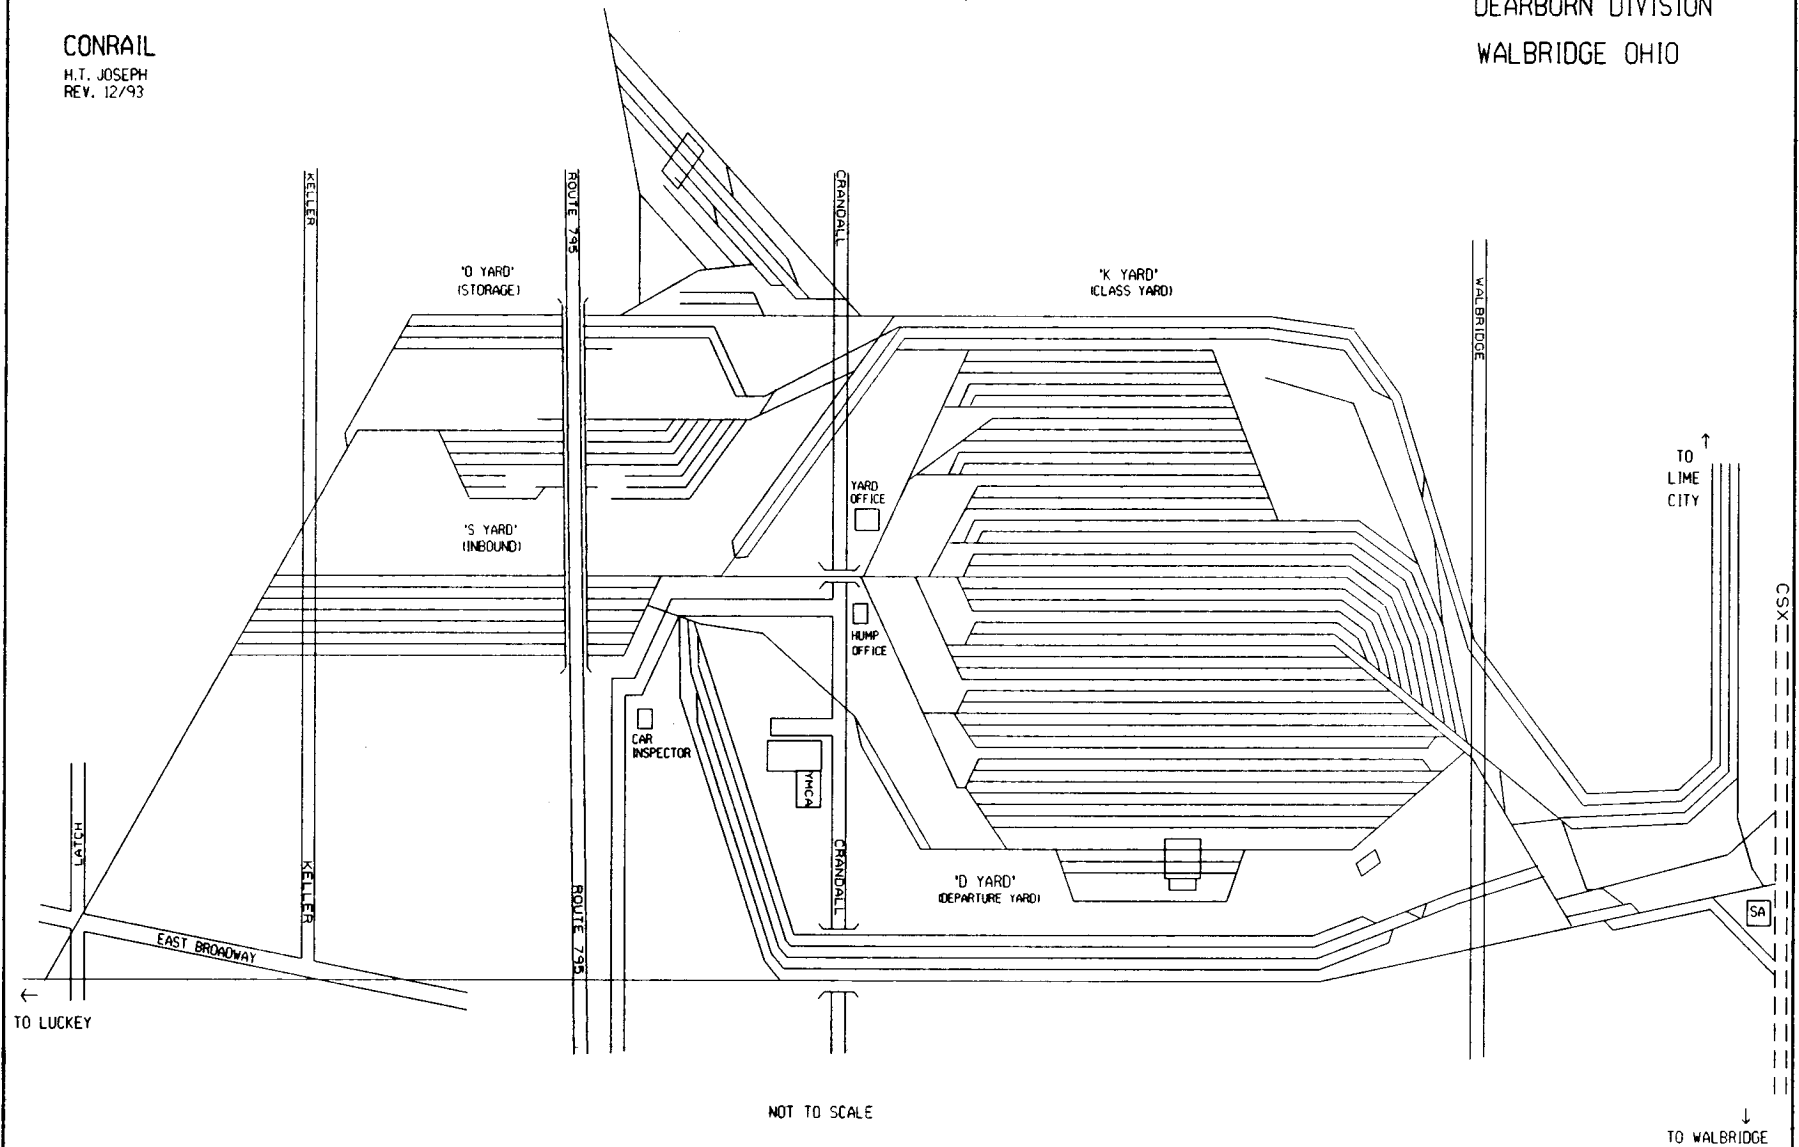 DEARBORN DIVISION
WALBRIDGE OHIO
CONRAIL
H.T. JOSEPH
REV. 12/93
KELLER
ROUTE 795
CRANDALL
'O YARD'
(STORAGE)
'K YARD'
(CLASS YARD)
WALBRIDGE
TO
LIME
CITY
YARD
OFFICE
'S YARD'
(INBOUND)
CSX
HUMP
OFFICE
CAR
INSPECTOR
YMCA
LATCH
KELLER
CRANDALL
ROUTE 795
'D YARD'
(DEPARTURE YARD)
SA
EAST BROADWAY
TO LUCKEY
NOT TO SCALE
TO WALBRIDGE